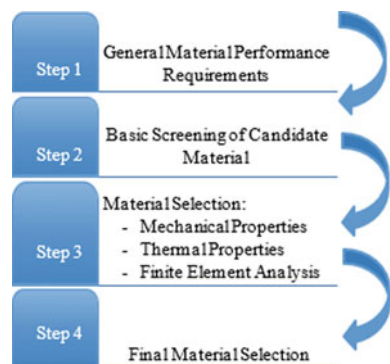 Step 1
General Material Performance
Requirements
Step 2
Basic Screening of Candidate
Material
Step 3
Material Selection:
- Mechanical Properties
- Thermal Properties
- Finite Element Analysis
Step 4
Final Material Selection